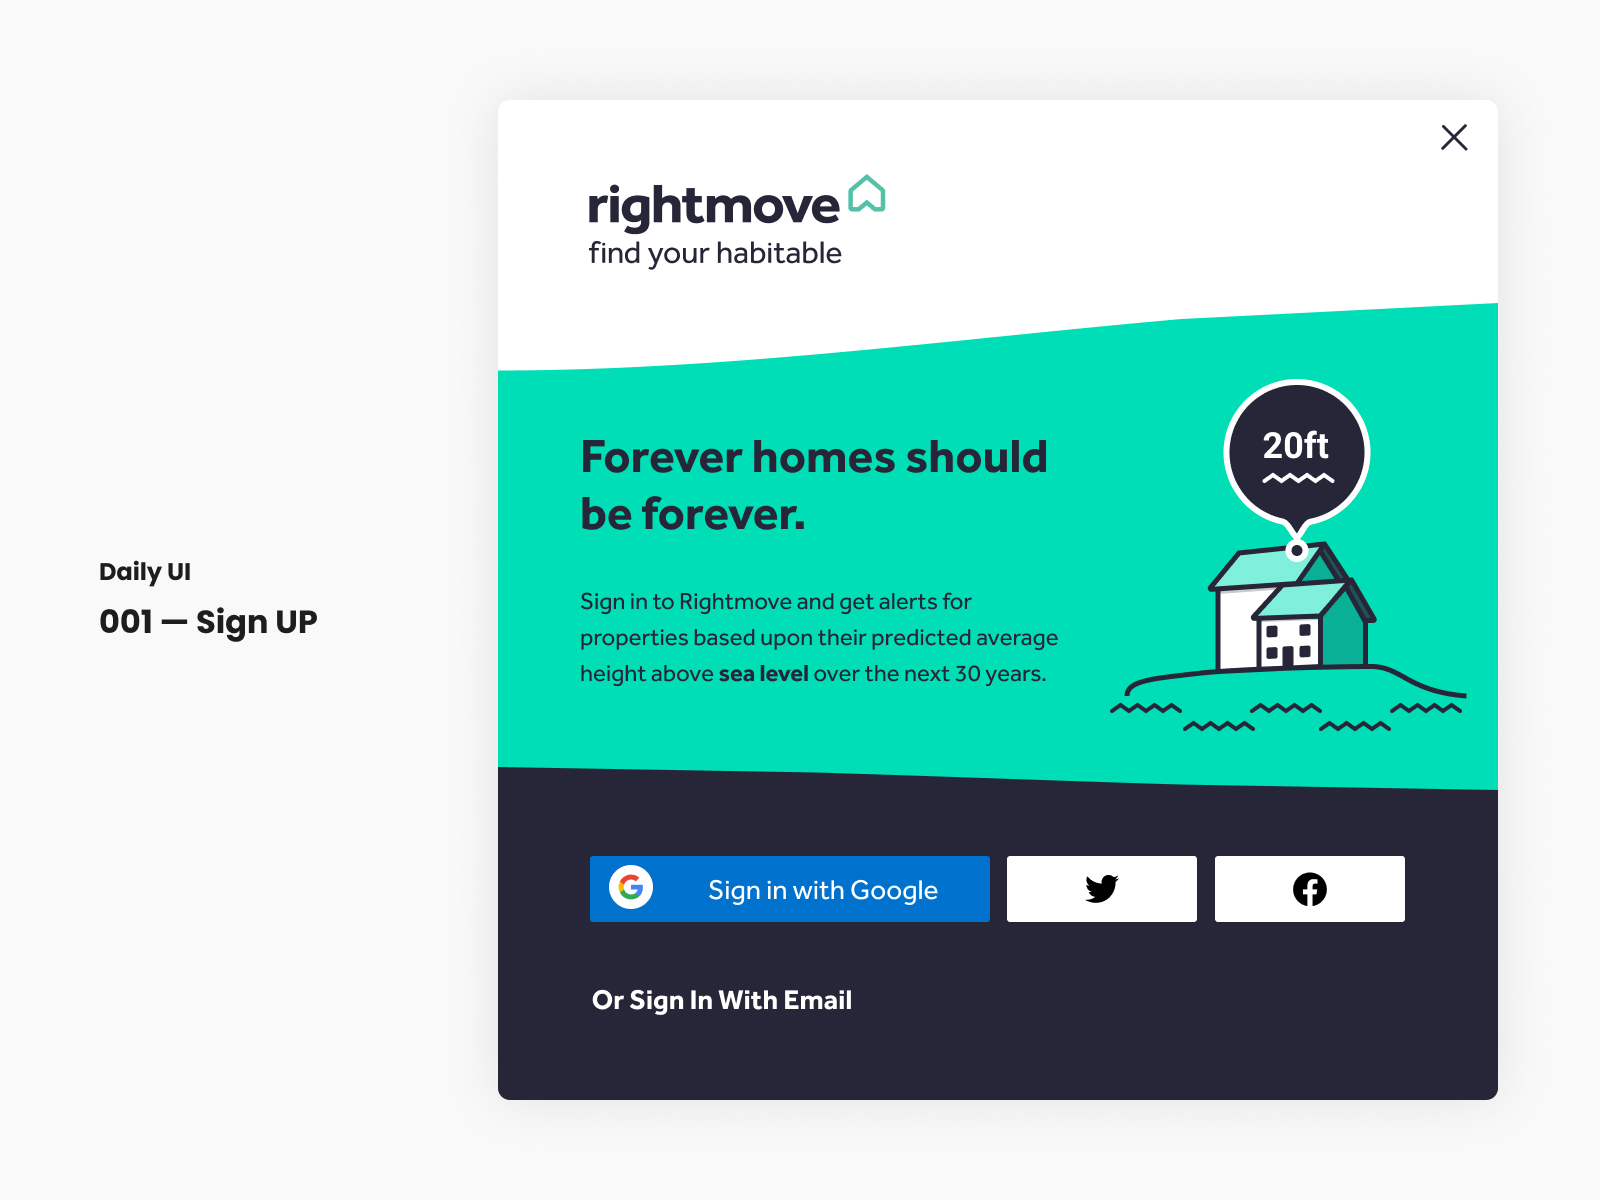 Daily UI
001 — Sign UP
rightmove
find your habitable
Forever homes should
be forever.
Sign in to Rightmove and get alerts for
properties based upon their predicted average
height above sea level over the next 30 years.
20ft
Sign in with Google
Or Sign In With Email